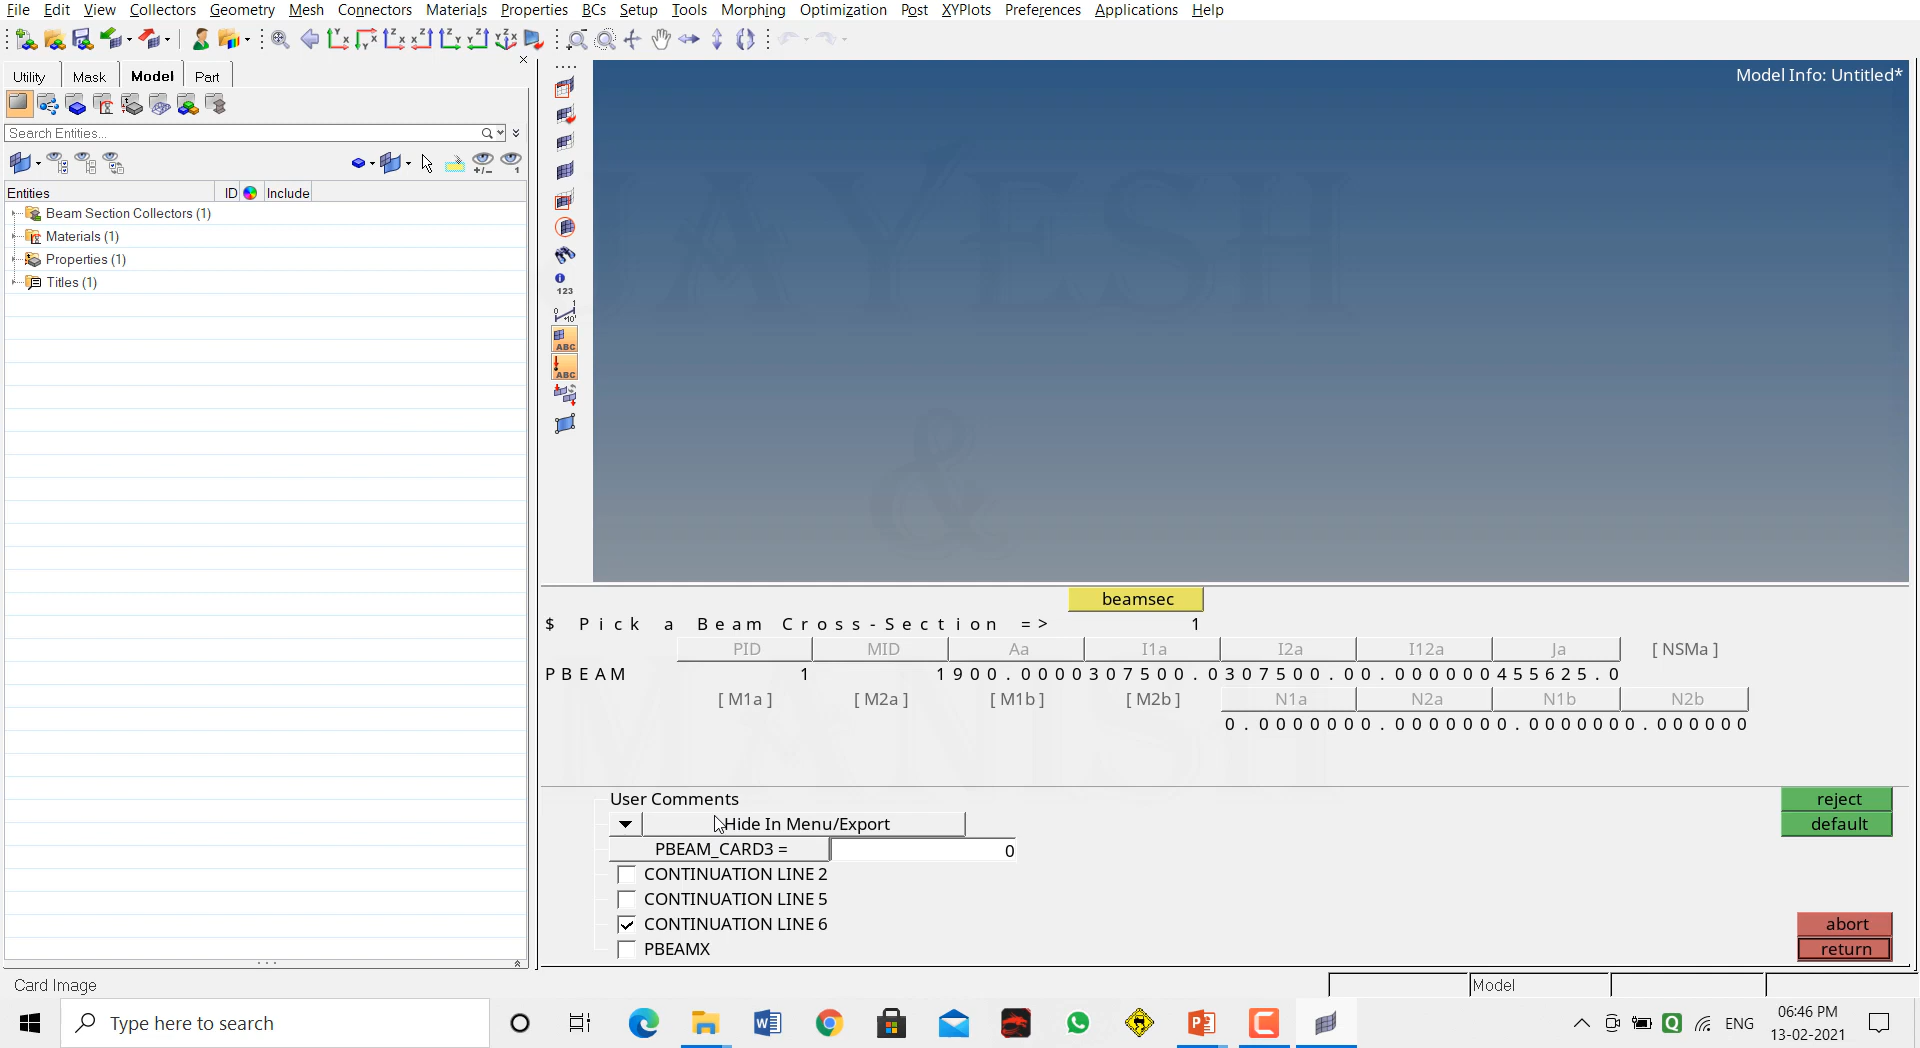 File Edit View Collectors Geometry Mesh Connectors Materials Properties BCs Setup Tools Morphing Optimization Post XYPlots Preferences Applications Help
Utility Mask Model Part
Search Entities...
Entities ID Include
Beam Section Collectors (1)
Materials (1)
Properties (1)
Titles (1)
Model Info: Untitled*
JAYESH
&
MANISH
beamsec
$ Pick a Beam Cross-Section => 1
PID MID Aa I1a I2a I12a Ja [ NSMa ]
PBEAM 1 1900.0000307500.0307500.00.000000455625.0
[ M1a ] [ M2a ] [ M1b ] [ M2b ] N1a N2a N1b N2b
0.0000000.0000000.0000000.000000
User Comments
Hide In Menu/Export
PBEAM_CARD3 = 0
CONTINUATION LINE 2
CONTINUATION LINE 5
CONTINUATION LINE 6
PBEAMX
reject
default
abort
return
Card Image Model
Type here to search
ENG
06:46 PM
13-02-2021